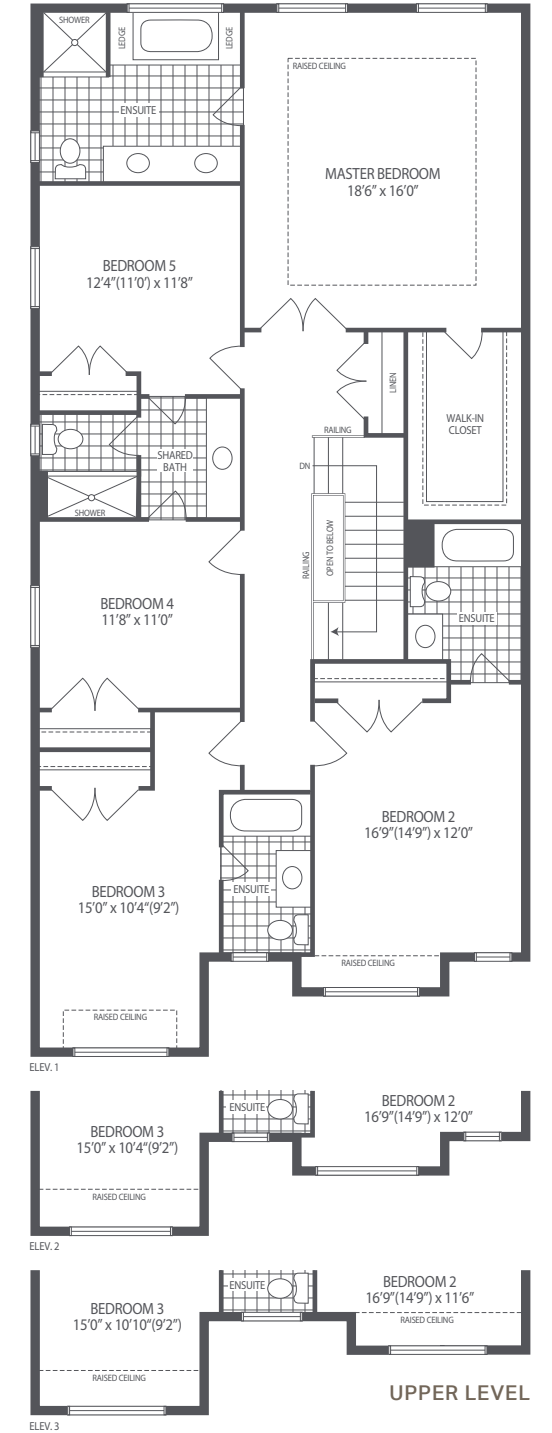 SHOWER
LEDGE
LEDGE
ENSUITE
RAISED CEILING
MASTER BEDROOM
18'6” x 16'0”
BEDROOM 5
12'4”(11'0') x 11'8”
LINEN
WALK-IN
CLOSET
RAILING
SHARED
BATH
DN
SHOWER
OPEN TO BELOW
RAILING
BEDROOM 4
11'8” x 11'0”
ENSUITE
BEDROOM 2
16'9”(14'9”) x 12'0”
ENSUITE
BEDROOM 3
15'0” x 10'4“(9'2”)
RAISED CEILING
RAISED CEILING
ELEV. 1
ENSUITE
BEDROOM 2
16'9”(14'9”) x 12'0”
BEDROOM 3
15'0” x 10'4“(9'2”)
RAISED CEILING
ELEV. 2
ENSUITE
BEDROOM 2
16'9”(14'9”) x 11'6”
RAISED CEILING
BEDROOM 3
15'0” x 10'10“(9'2”)
RAISED CEILING
UPPER LEVEL
ELEV. 3